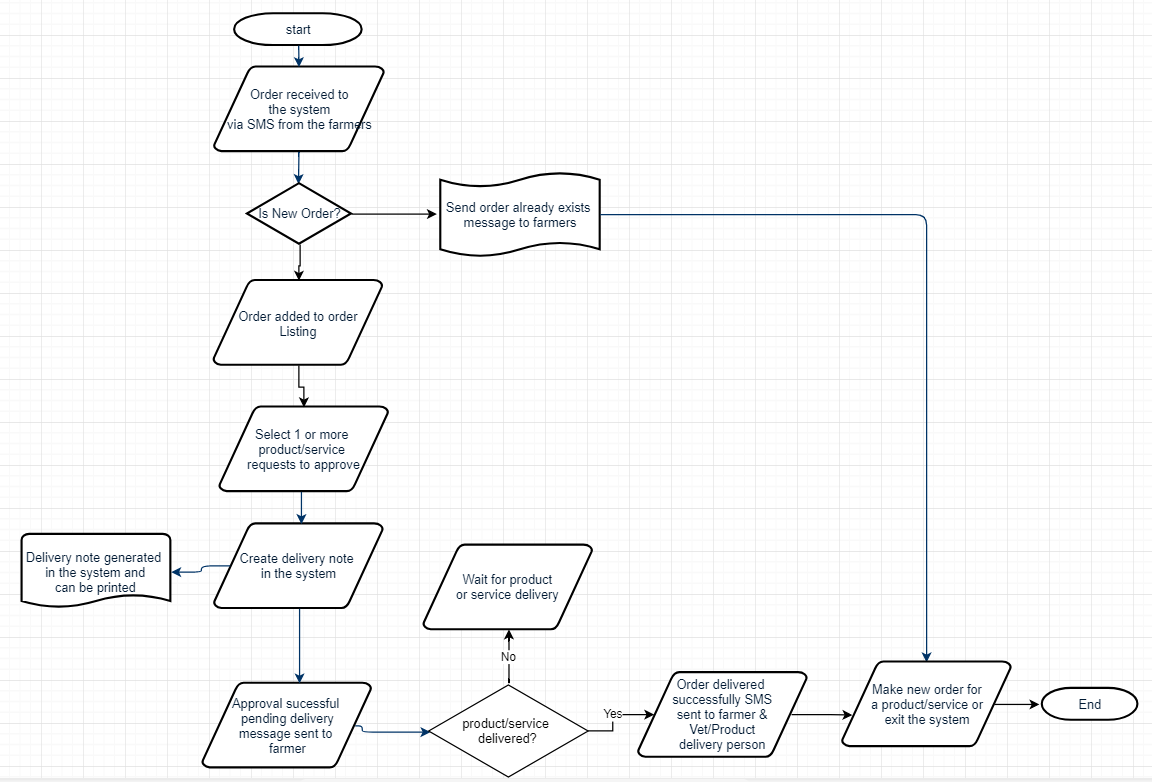 start
Order received to
the system
via SMS from the farmers
Is New Order?
Send order already exists
message to farmers
Order added to order
Listing
Select 1 or more
product/service
requests to approve
Create delivery note
in the system
Delivery note generated
in the system and
can be printed
Wait for product
or service delivery
No
Approval sucessful
pending delivery
message sent to
farmer
product/service
delivered?
Yes
Order delivered
successfully SMS
sent to farmer &
Vet/Product
delivery person
Make new order for
a product/service or
exit the system
End